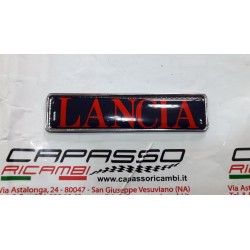 LANCIA
CAPASSO
RICAMBI
Via Astalonga, 24 - 80047 - San Giuseppe Vesuviano (NA)
www.capassoricambi.it